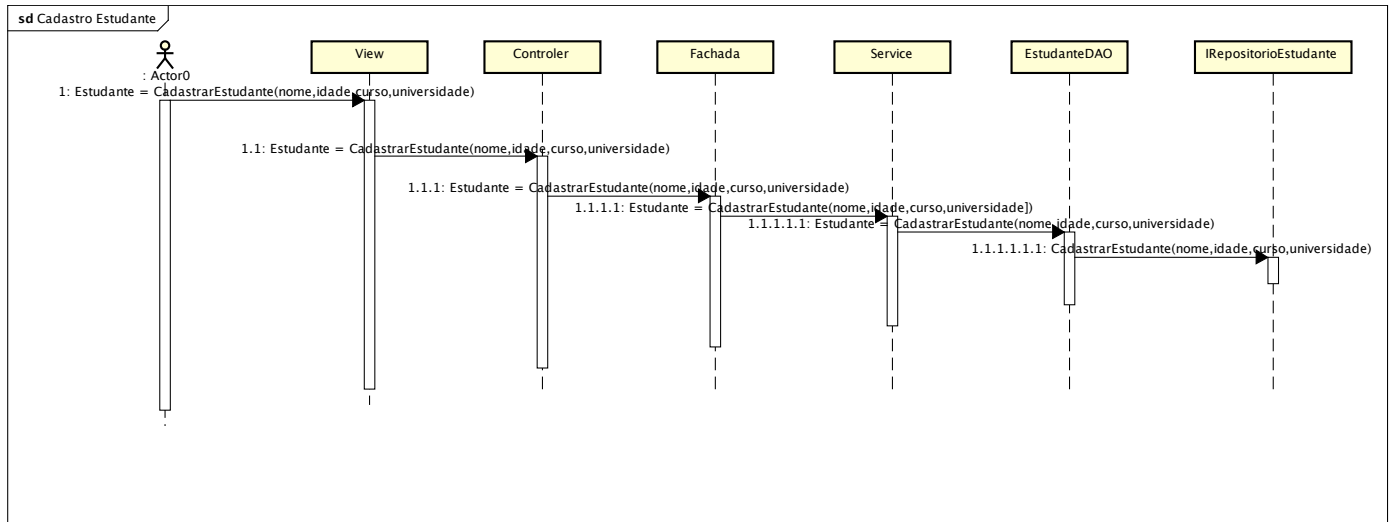 sd Cadastro Estudante
: Actor0
View
Controler
Fachada
Service
EstudanteDAO
IRepositorioEstudante
1: Estudante = CadastrarEstudante(nome,idade,curso,universidade)
1.1: Estudante = CadastrarEstudante(nome,idade,curso,universidade)
1.1.1: Estudante = CadastrarEstudante(nome,idade,curso,universidade)
1.1.1.1: Estudante = CadastrarEstudante(nome,idade,curso,universidade])
1.1.1.1.1: Estudante = CadastrarEstudante(nome,idade,curso,universidade)
1.1.1.1.1.1: CadastrarEstudante(nome,idade,curso,universidade)